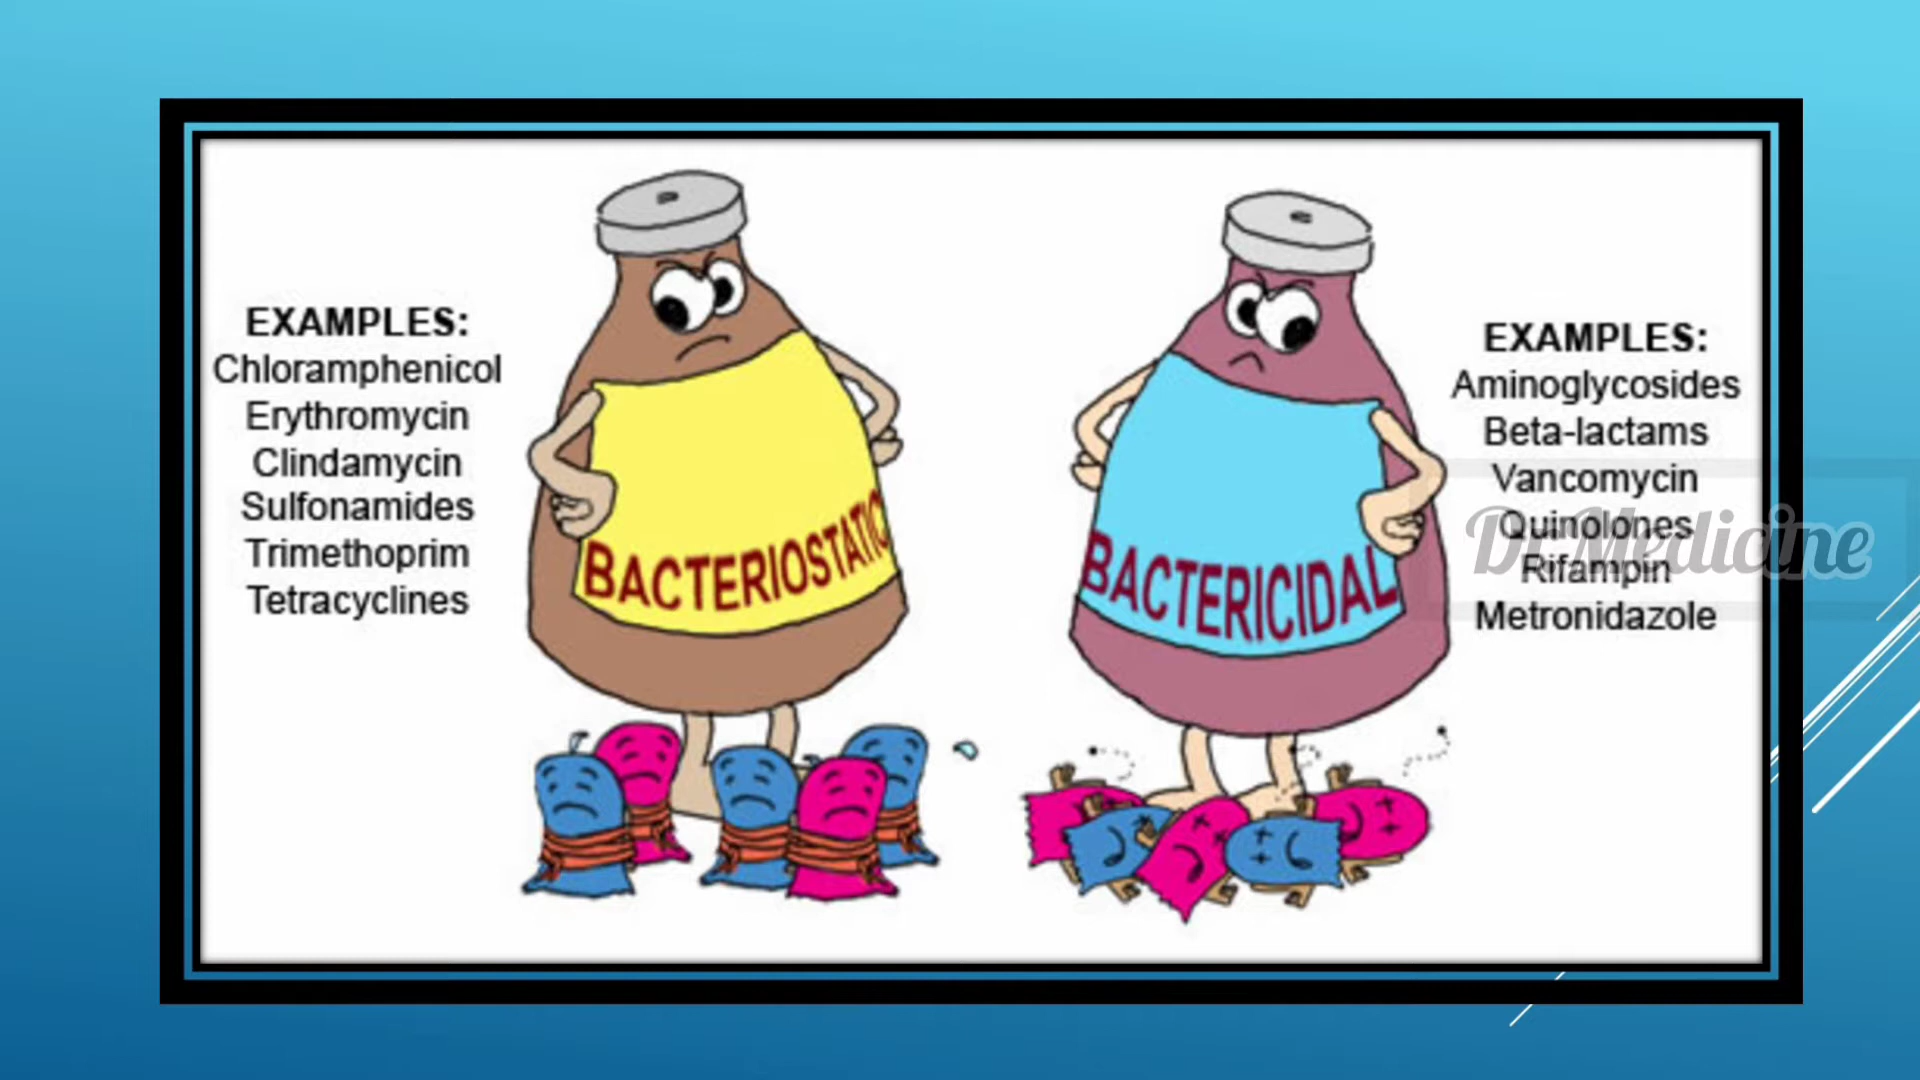 EXAMPLES:
Chloramphenicol
Erythromycin
Clindamycin
Sulfonamides
Trimethoprim
Tetracyclines
BACTERIOSTATIC
BACTERICIDAL
EXAMPLES:
Aminoglycosides
Beta-lactams
Vancomycin
Quinolones
Rifampin
Metronidazole
Dr Medicine